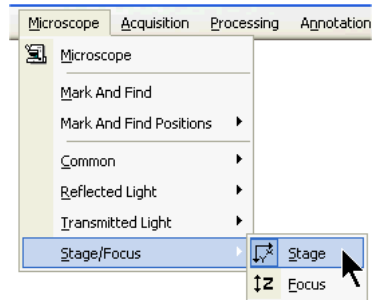 Microscope Acquisition Processing Annotation
Microscope
Mark And Find
Mark And Find Positions
Common
Reflected Light
Transmitted Light
Stage/Focus
Stage
Focus